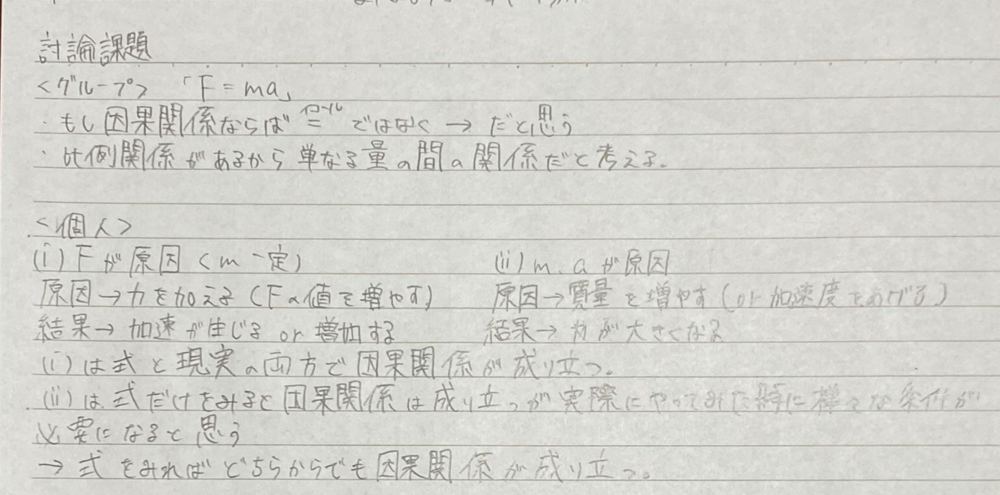 討論課題
<グループ> 「F=ma」
・もし因果関係ならば = イコール ではなく → だと思う
・比例関係があるから単なる量の間の関係だと考える。
<個人>
(i) Fが原因 (m 一定)
原因→力を加える (Fの値を増やす)
結果→ 加速が生じる or 増加する
(ii) m、aが原因
原因→質量を増やす (or 加速度をあげる)
結果→ 力が大きくなる
(i) は式と現実の両方で因果関係が成り立つ。
(ii) は式だけをみると因果関係は成り立つが実際にやってみた時に様々な条件が
必要になると思う
→ 式をみればどちらからでも因果関係が成り立つ。